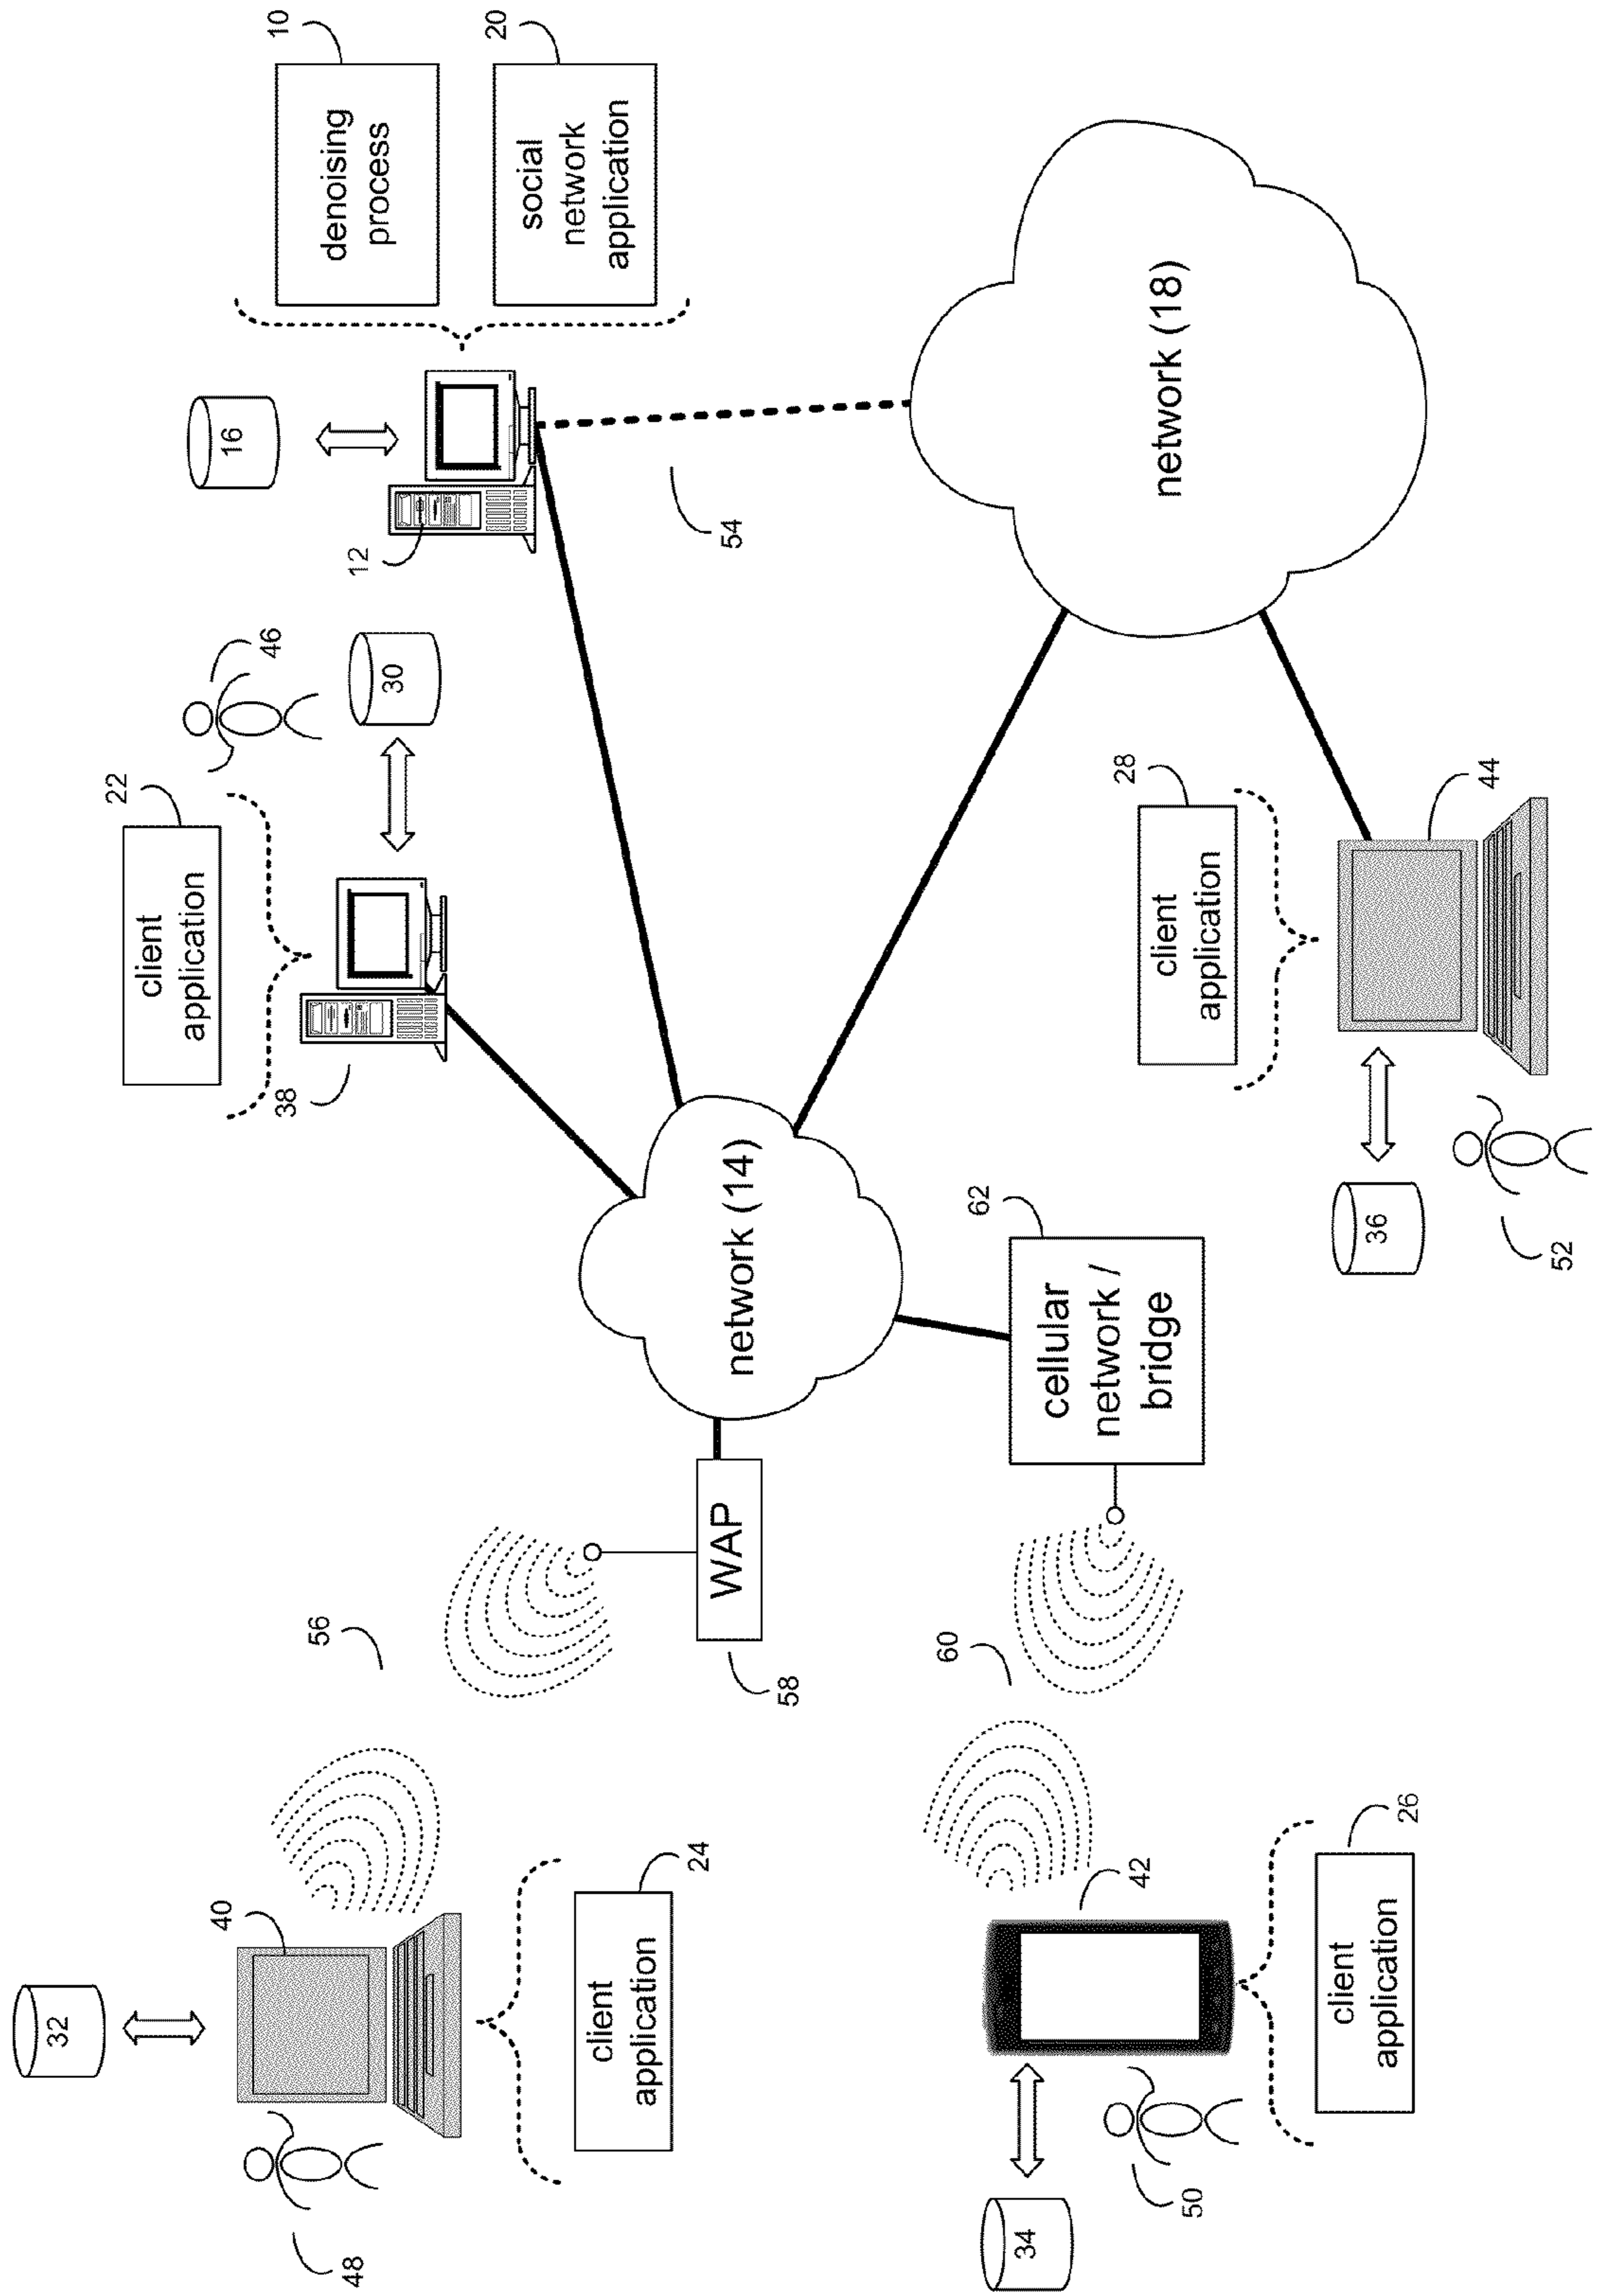 10
denoising
process
20
social
network
application
16
12
54
46
30
22
client
application
38
network (18)
28
client
application
44
36
52
network (14)
62
cellular
network /
bridge
WAP
58
56
60
32
40
48
24
client
application
42
34
50
26
client
application